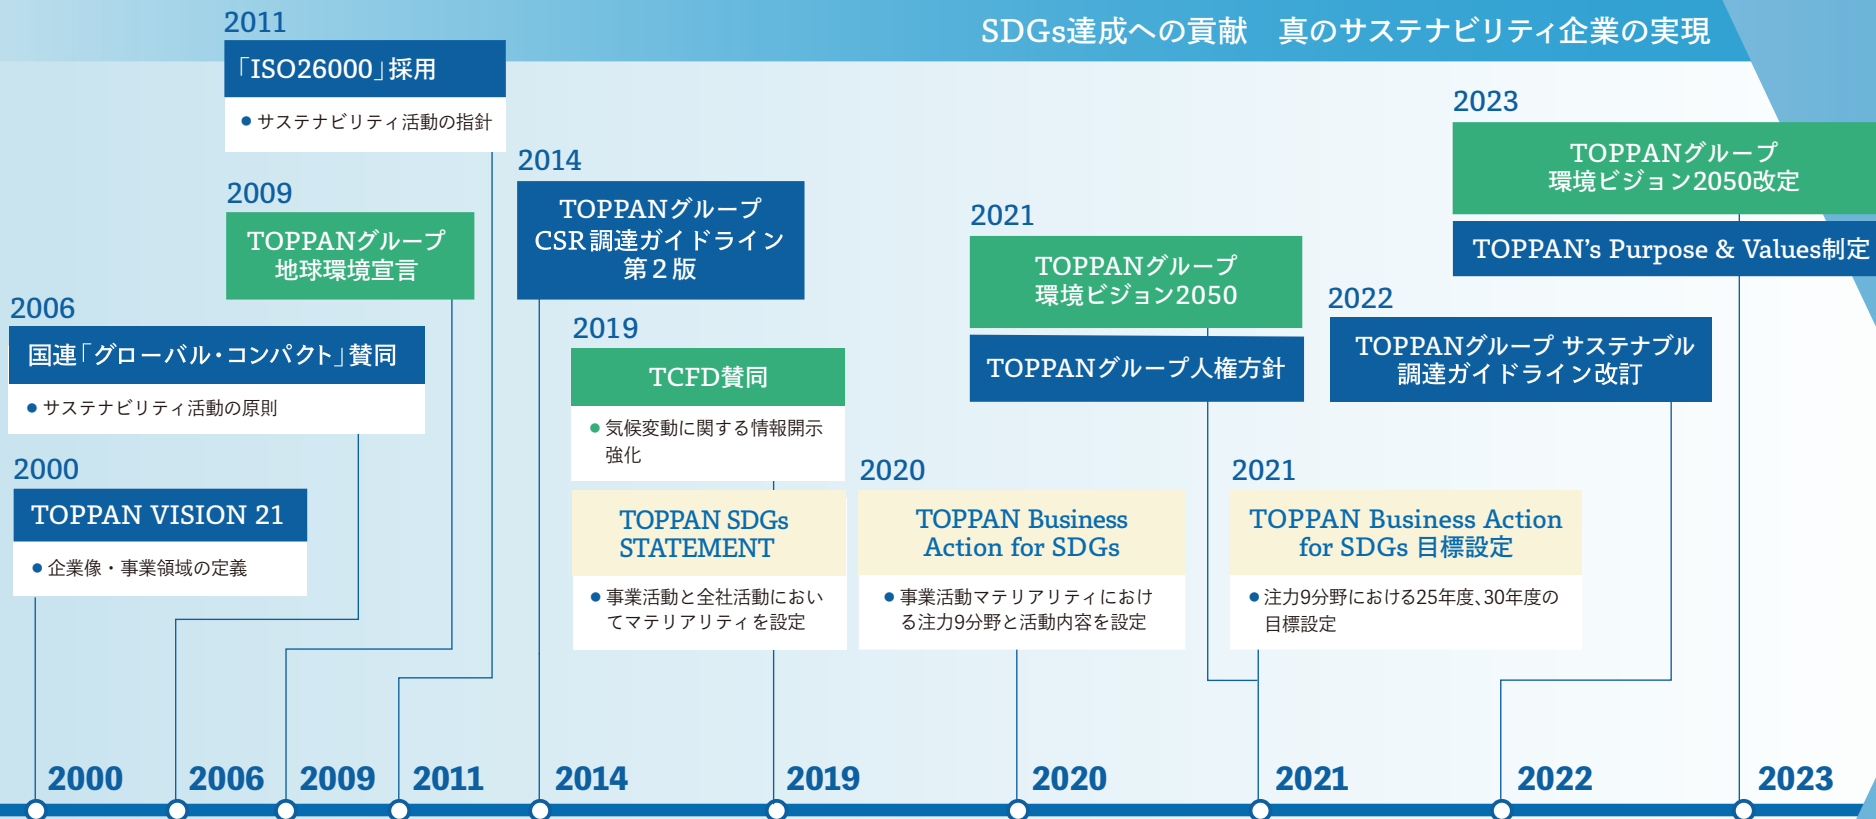 SDGs達成への貢献　真のサステナビリティ企業の実現
2011
「ISO26000」採用
● サステナビリティ活動の指針
2009
TOPPANグループ
地球環境宣言
2006
国連「グローバル・コンパクト」賛同
● サステナビリティ活動の原則
2000
TOPPAN VISION 21
● 企業像・事業領域の定義
2014
TOPPANグループ
CSR調達ガイドライン
第2版
2019
TCFD賛同
● 気候変動に関する情報開示
強化
TOPPAN SDGs
STATEMENT
● 事業活動と全社活動におい
てマテリアリティを設定
2020
TOPPAN Business
Action for SDGs
● 事業活動マテリアリティにおけ
る注力9分野と活動内容を設定
2021
TOPPANグループ
環境ビジョン2050
TOPPANグループ人権方針
2021
TOPPAN Business Action
for SDGs 目標設定
● 注力9分野における25年度、30年度の
目標設定
2022
TOPPANグループ サステナブル
調達ガイドライン改訂
2023
TOPPANグループ
環境ビジョン2050改定
TOPPAN's Purpose & Values制定
2000 2006 2009 2011 2014 2019 2020 2021 2022 2023